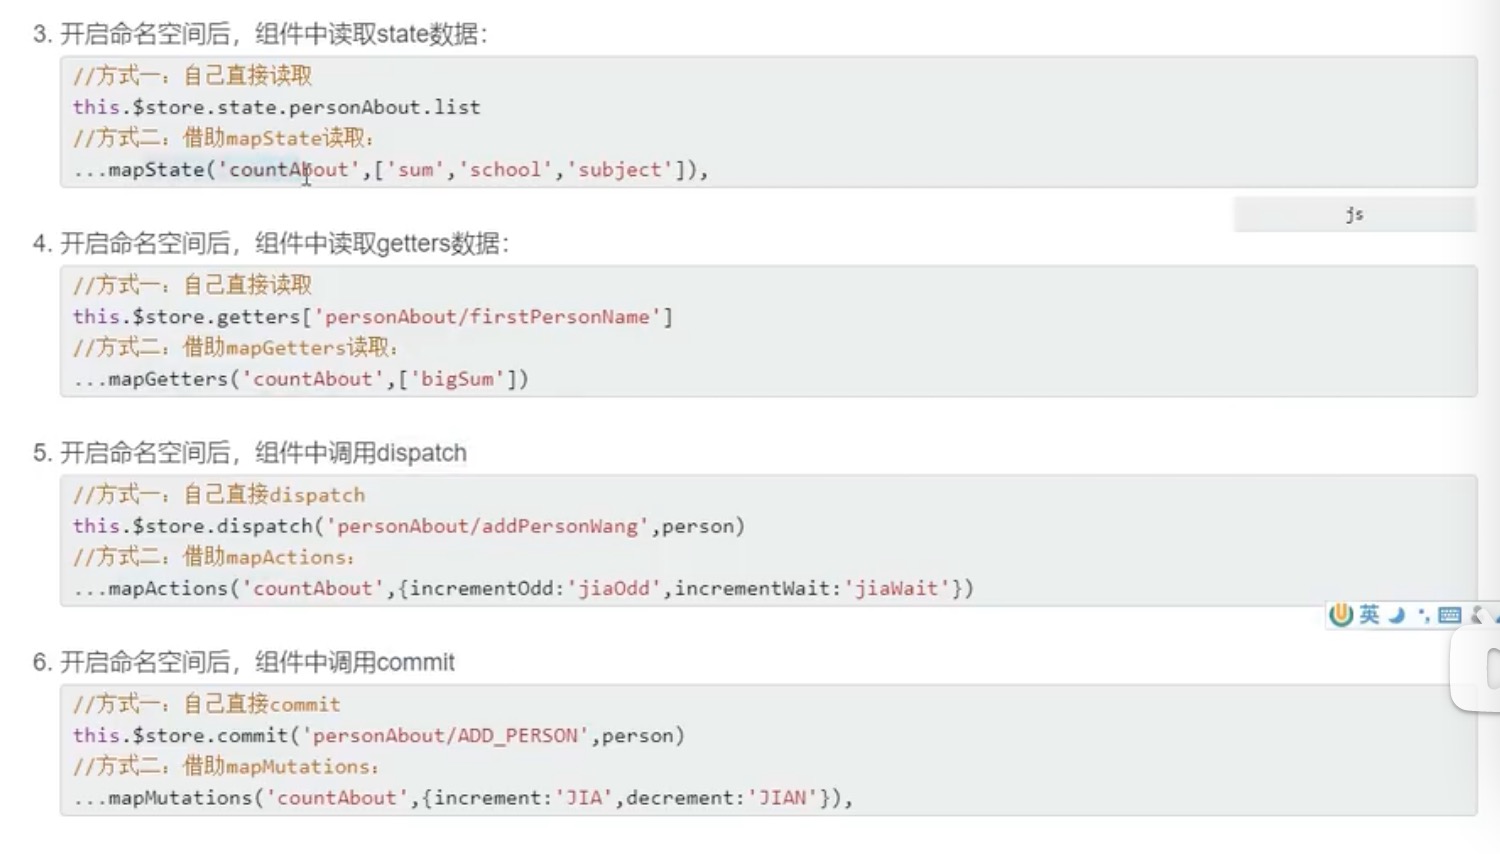 3. 开启命名空间后，组件中读取state数据：
//方式一：自己直接读取
this.$store.state.personAbout.list
//方式二：借助mapState读取：
...mapState('countAbout',['sum','school','subject']),
js
4. 开启命名空间后，组件中读取getters数据：
//方式一：自己直接读取
this.$store.getters['personAbout/firstPersonName']
//方式二：借助mapGetters读取：
...mapGetters('countAbout',['bigSum'])
5. 开启命名空间后，组件中调用dispatch
//方式一：自己直接dispatch
this.$store.dispatch('personAbout/addPersonWang',person)
//方式二：借助mapActions：
...mapActions('countAbout',{incrementOdd:'jiaOdd',incrementWait:'jiaWait'})
英
6. 开启命名空间后，组件中调用commit
//方式一：自己直接commit
this.$store.commit('personAbout/ADD_PERSON',person)
//方式二：借助mapMutations：
...mapMutations('countAbout',{increment:'JIA',decrement:'JIAN'}),